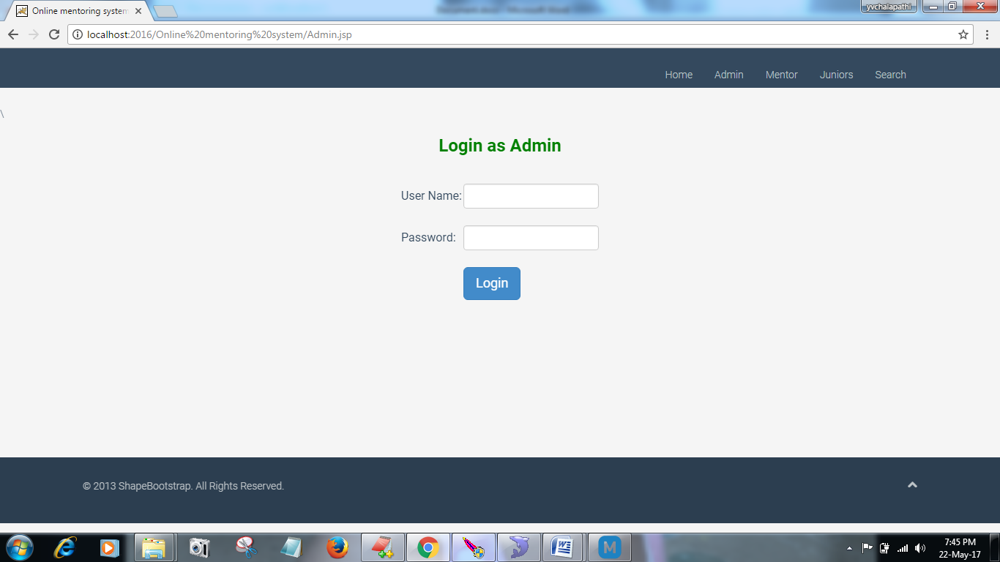 Online mentoring system
yvchalapathi
localhost:2016/Online%20mentoring%20system/Admin.jsp
Home Admin Mentor Juniors Search
\
Login as Admin
User Name:
Password:
Login
© 2013 ShapeBootstrap. All Rights Reserved.
W
M
7:45 PM
22-May-17